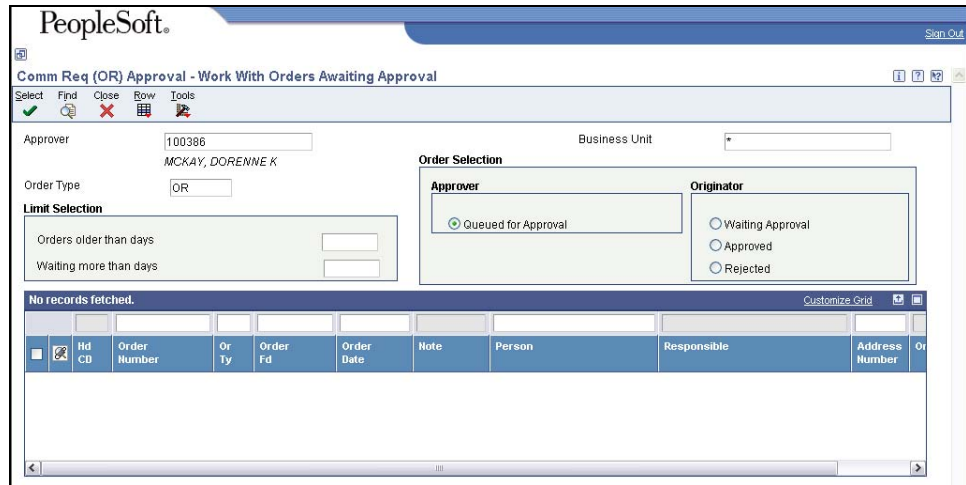 PeopleSoft®
Sign Out
Comm Req (OR) Approval - Work With Orders Awaiting Approval
Select Find Close Row Tools
Approver 100386 Business Unit *
MCKAY, DORENNE K
Order Selection
Order Type OR
Approver Originator
Limit Selection
Queued for Approval Waiting Approval
Orders older than days
Approved
Waiting more than days
Rejected
No records fetched. Customize Grid
Hd CD Order Number Or Ty Order Fd Order Date Note Person Responsible Address Number Or